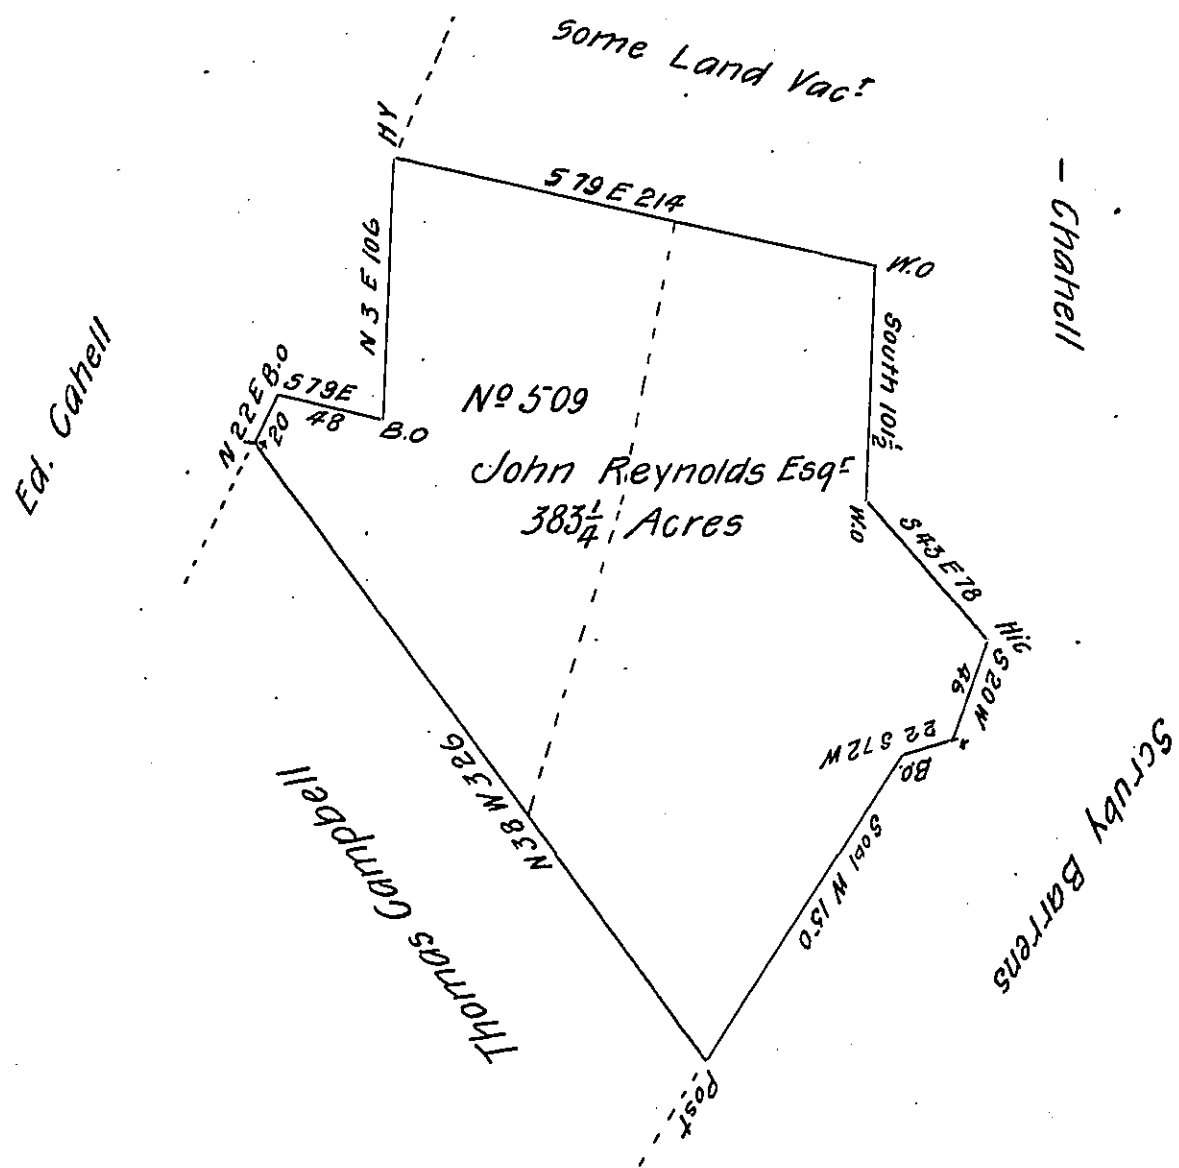 Some Land Vac.t
HY
S 79 E 214
W.O
— Chahell
N 3 E 106
South 101½
Ed. Cahell
N 22 E
20
B.O
S 79 E
48
B.O
No 509
John Reynolds Esqr
383¼ Acres
W.O
S 43 E 78
Hic
S 20 W
46
22 S 72 W
B.O.
W 150
Scruby Barrens
N 38 W 326
Thomas Campbell
Post